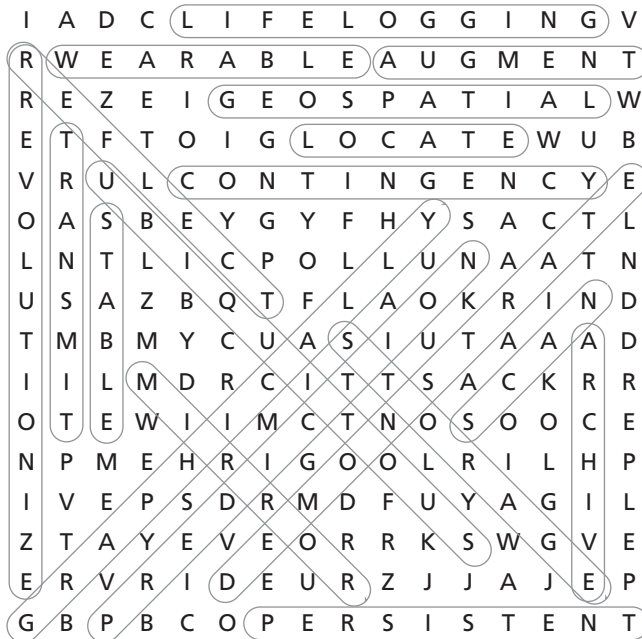 I A D C L I F E L O G G I N G V
R W E A R A B L E A U G M E N T
R E Z E I G E O S P A T I A L W
E T F T O I G L O C A T E W U B
V R U L C O N T I N G E N C Y E
O A S B E Y G Y F H Y S A C T L
L N T L I C P O L L U N A A T N
U S A Z B Q T F L A O K R I N D
T M B M Y C U A S I U T A A A D
I I L M D R C I T T S A C K R R
O T E W I I M C T N O S O O C E
N P M E H R I G O O L R I L H P
I V E P S D R M D F U Y A G I L
Z T A Y E V E O R R K S W G V E
E R V R I D E U R Z J J A J E P
G B P B C O P E R S I S T E N T